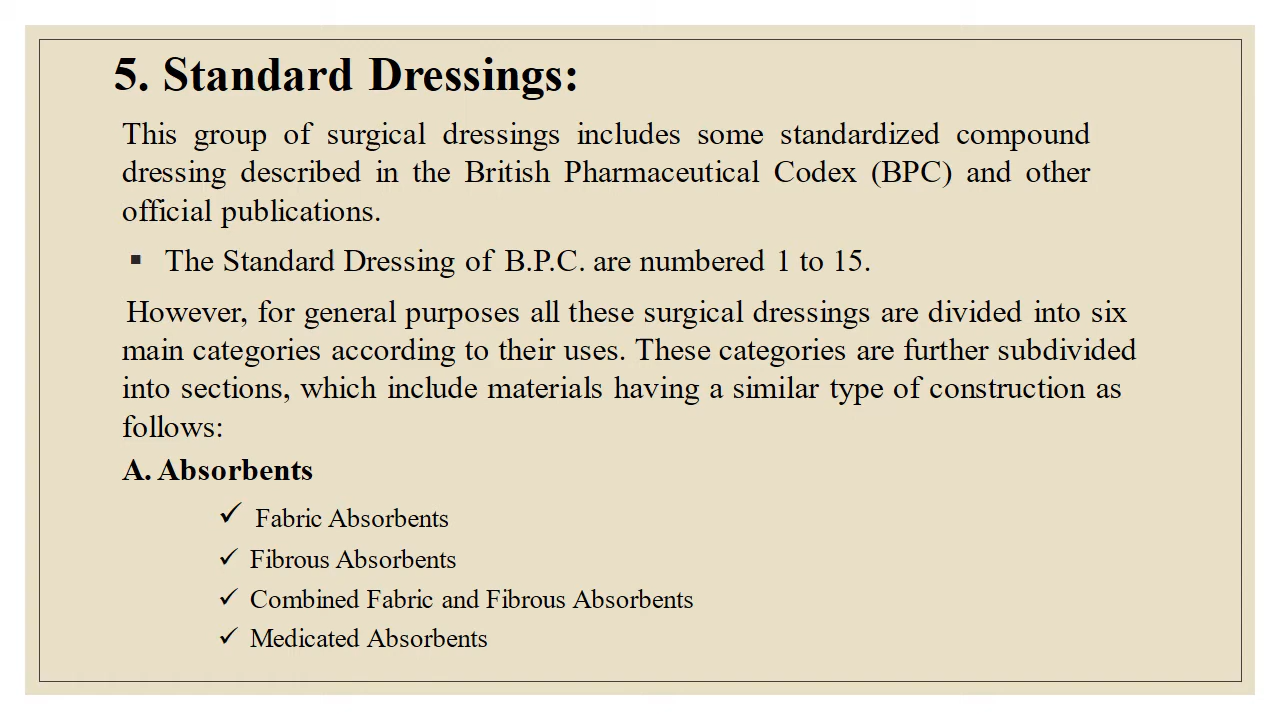 5. Standard Dressings:
This group of surgical dressings includes some standardized compound
dressing described in the British Pharmaceutical Codex (BPC) and other
official publications.
▪ The Standard Dressing of B.P.C. are numbered 1 to 15.
However, for general purposes all these surgical dressings are divided into six
main categories according to their uses. These categories are further subdivided
into sections, which include materials having a similar type of construction as
follows:
A. Absorbents
✓ Fabric Absorbents
✓ Fibrous Absorbents
✓ Combined Fabric and Fibrous Absorbents
✓ Medicated Absorbents